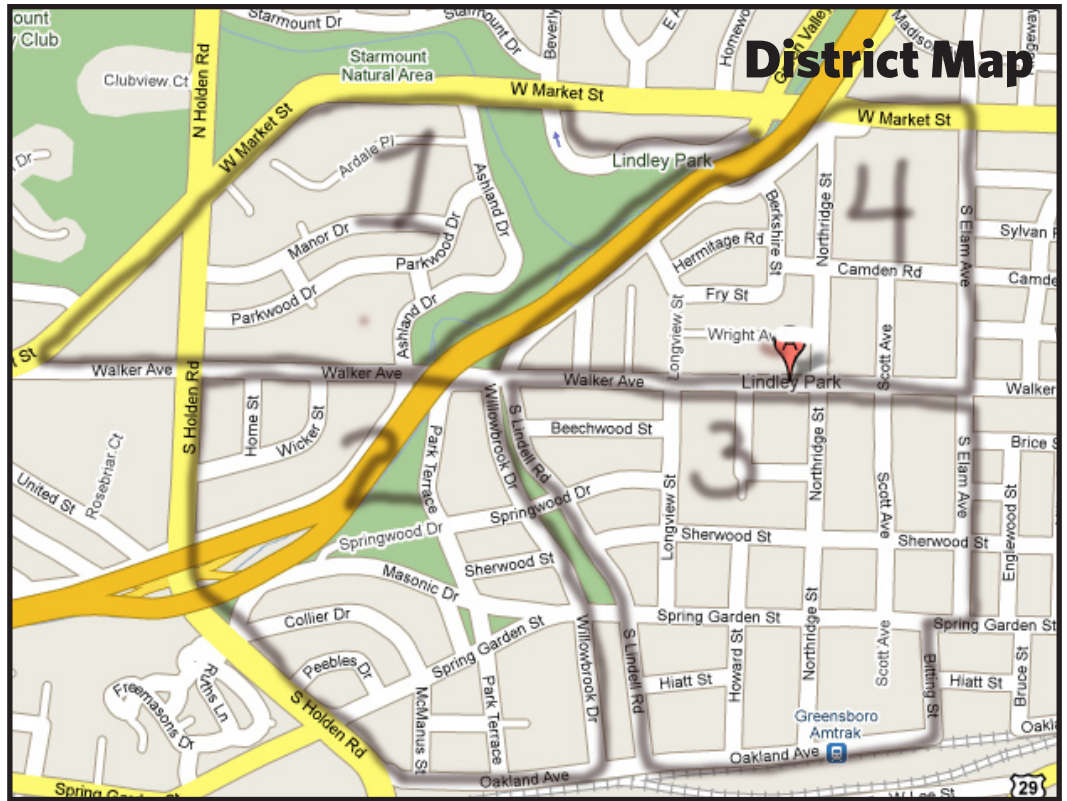 District Map
ount
y Club
Starmount Dr
Starmount Dr
Beverly
E A
Homewo
Green Valley
Madison
Clubview Ct
N Holden Rd
Starmount
Natural Area
W Market St
W Market St
W Market St
Dr
Ardale Pl
1
Lindley Park
4
Ashland Dr
Northridge St
Berkshire St
S Elam Ave
Sylvan
Manor Dr
Parkwood Dr
Hermitage Rd
Camden Rd
Camde
Parkwood Dr
Ashland Dr
Fry St
Longview St
Wright Av
Scott Ave
A
t St
Walker Ave
Walker Ave
Walker Ave
Lindley Park
Walker
S Holden Rd
Home St
Wicker St
Willowbrook Dr
S Lindell Rd
Park Terrace
Beechwood St
2
3
Northridge St
S Elam Ave
Brice S
Rosebriar Ct
United St
Springwood Dr
Springwood Dr
Longview St
Scott Ave
Englewood St
Sherwood St
Sherwood St
Sherwood St
Masonic Dr
Collier Dr
Spring Garden St
Spring Garden St
Spring Garden St
Willowbrook Dr
S Lindell Rd
Howard St
Northridge St
Scott Ave
Bitting St
Bruce St
Peebles Dr
Ruths Ln
Freemasons Dr
Hiatt St
Hiatt St
S Holden Rd
McManus St
Park Terrace
Greensboro
Amtrak
Oakland Ave
Oakland Ave
Oakl
Spring Gar
W Lee St
29